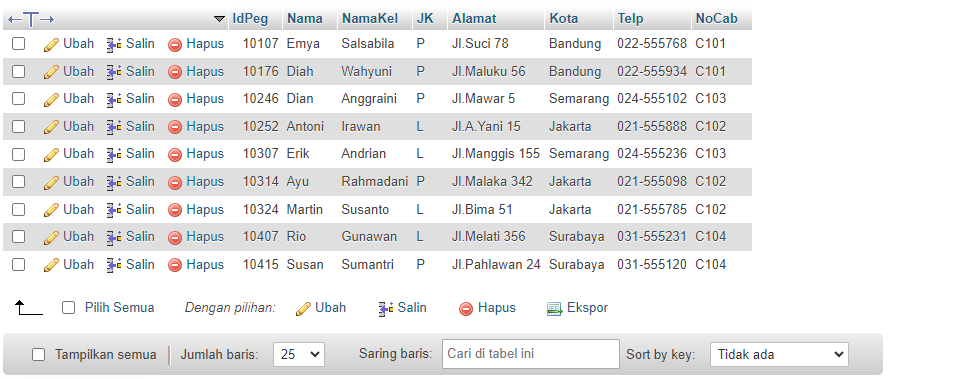 IdPeg Nama NamaKel JK Alamat Kota Telp NoCab
Ubah Salin Hapus 10107 Emya Salsabila P Jl.Suci 78 Bandung 022-555768 C101
Ubah Salin Hapus 10176 Diah Wahyuni P Jl.Maluku 56 Bandung 022-555934 C101
Ubah Salin Hapus 10246 Dian Anggraini P Jl.Mawar 5 Semarang 024-555102 C103
Ubah Salin Hapus 10252 Antoni Irawan L Jl.A.Yani 15 Jakarta 021-555888 C102
Ubah Salin Hapus 10307 Erik Andrian L Jl.Manggis 155 Semarang 024-555236 C103
Ubah Salin Hapus 10314 Ayu Rahmadani P Jl.Malaka 342 Jakarta 021-555098 C102
Ubah Salin Hapus 10324 Martin Susanto L Jl.Bima 51 Jakarta 021-555785 C102
Ubah Salin Hapus 10407 Rio Gunawan L Jl.Melati 356 Surabaya 031-555231 C104
Ubah Salin Hapus 10415 Susan Sumantri P Jl.Pahlawan 24 Surabaya 031-555120 C104
Pilih Semua Dengan pilihan: Ubah Salin Hapus Ekspor
Tampilkan semua Jumlah baris: 25 Saring baris: Cari di tabel ini Sort by key: Tidak ada